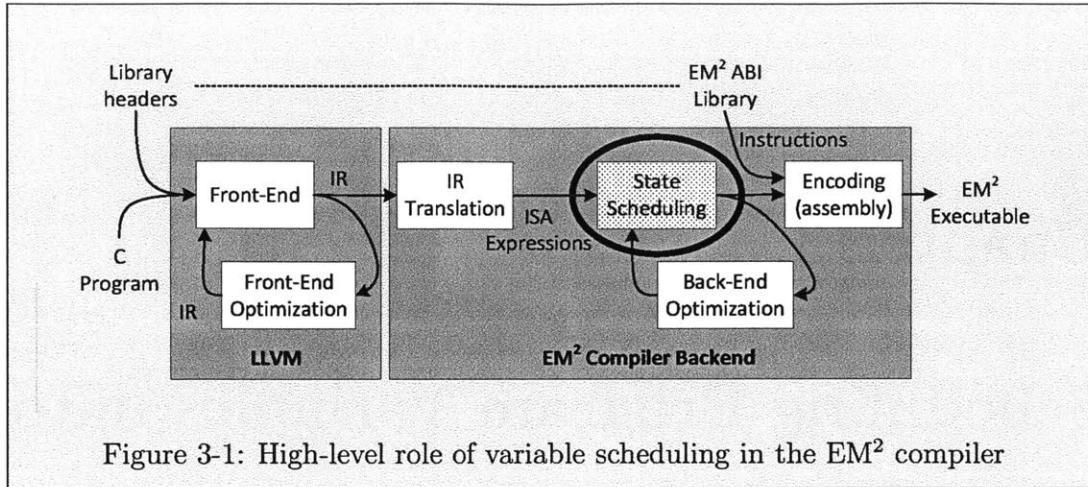 Library
headers
EM² ABI
Library
Instructions
Front-End
IR
IR
Translation
ISA
Expressions
State
Scheduling
Encoding
(assembly)
EM²
Executable
C
Program
IR
Front-End
Optimization
Back-End
Optimization
LLVM
EM² Compiler Backend
Figure 3-1: High-level role of variable scheduling in the EM² compiler